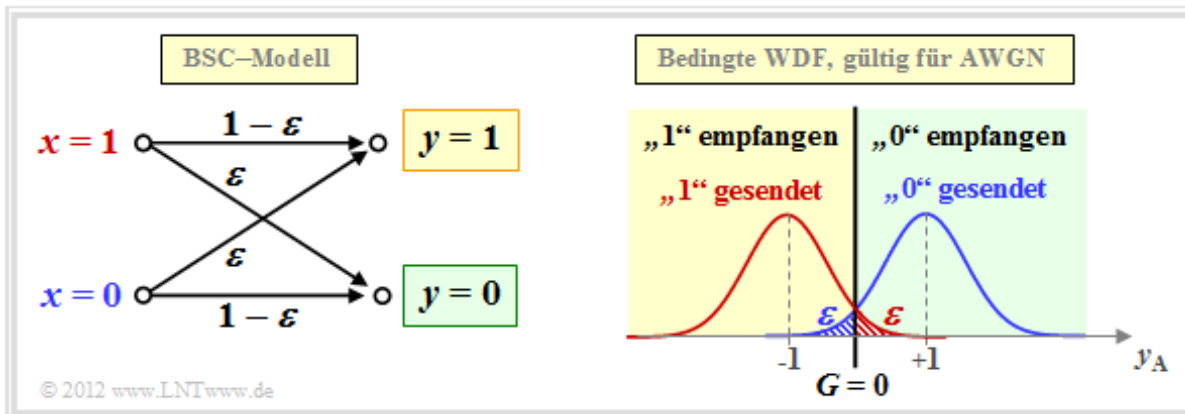 BSC–Modell
x = 1
1 – ε
y = 1
ε
ε
x = 0
1 – ε
y = 0
© 2012 www.LNTwww.de
Bedingte WDF, gültig für AWGN
„1“ empfangen
„0“ empfangen
„1“ gesendet
„0“ gesendet
ε
ε
-1
+1
yA
G = 0